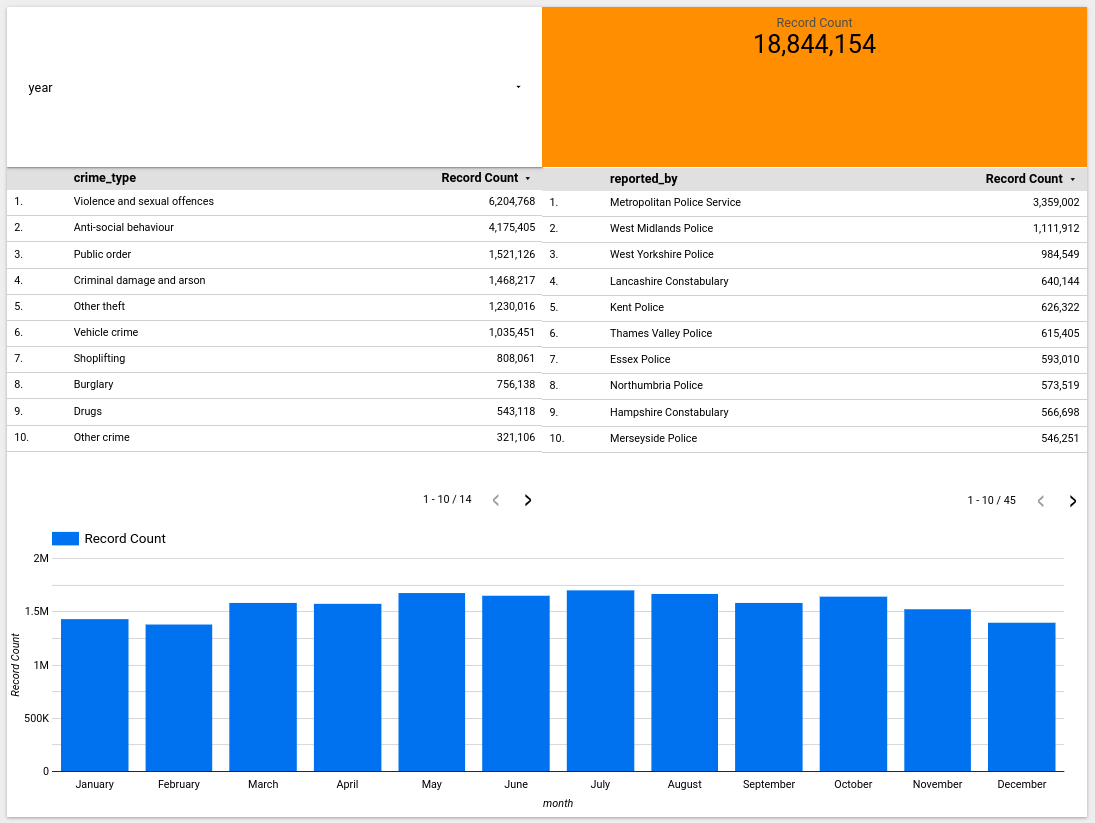 year
Record Count
18,844,154
crime_type Record Count
1. Violence and sexual offences 6,204,768
2. Anti-social behaviour 4,175,405
3. Public order 1,521,126
4. Criminal damage and arson 1,468,217
5. Other theft 1,230,016
6. Vehicle crime 1,035,451
7. Shoplifting 808,061
8. Burglary 756,138
9. Drugs 543,118
10. Other crime 321,106
1 - 10 / 14
reported_by Record Count
1. Metropolitan Police Service 3,359,002
2. West Midlands Police 1,111,912
3. West Yorkshire Police 984,549
4. Lancashire Constabulary 640,144
5. Kent Police 626,322
6. Thames Valley Police 615,405
7. Essex Police 593,010
8. Northumbria Police 573,519
9. Hampshire Constabulary 566,698
10. Merseyside Police 546,251
1 - 10 / 45
Record Count
2M
1.5M
1M
500K
0
Record Count
January February March April May June July August September October November December
month